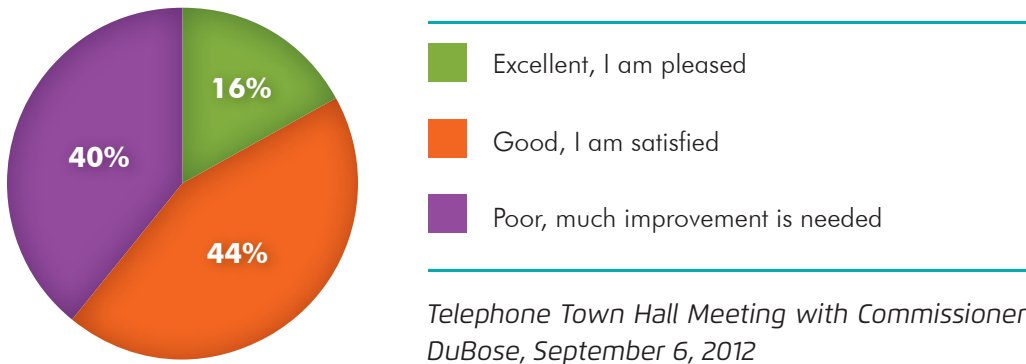 16%
40%
44%
Excellent, I am pleased
Good, I am satisfied
Poor, much improvement is needed
Telephone Town Hall Meeting with Commissioner
DuBose, September 6, 2012